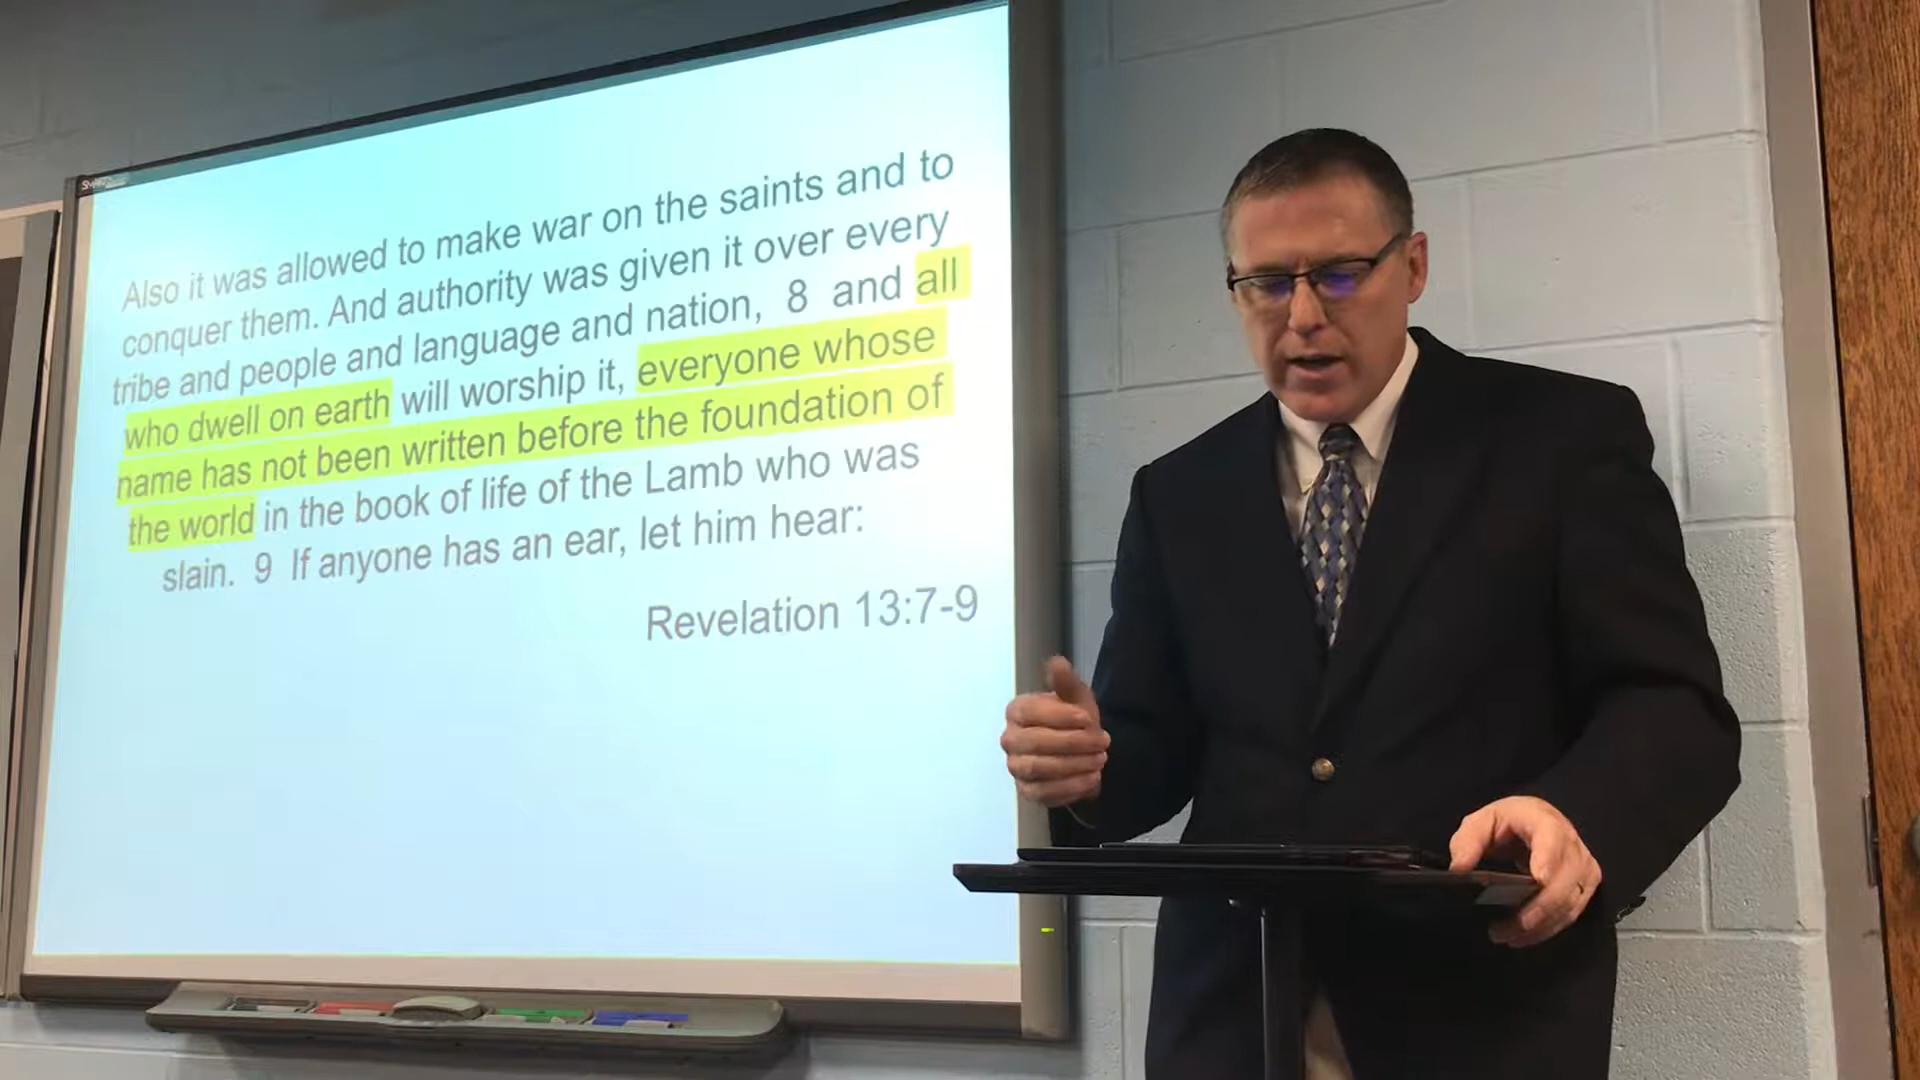 Also it was allowed to make war on the saints and to
conquer them. And authority was given it over every
tribe and people and language and nation, 8 and all
who dwell on earth will worship it, everyone whose
name has not been written before the foundation of
the world in the book of life of the Lamb who was
slain. 9 If anyone has an ear, let him hear:
Revelation 13:7-9